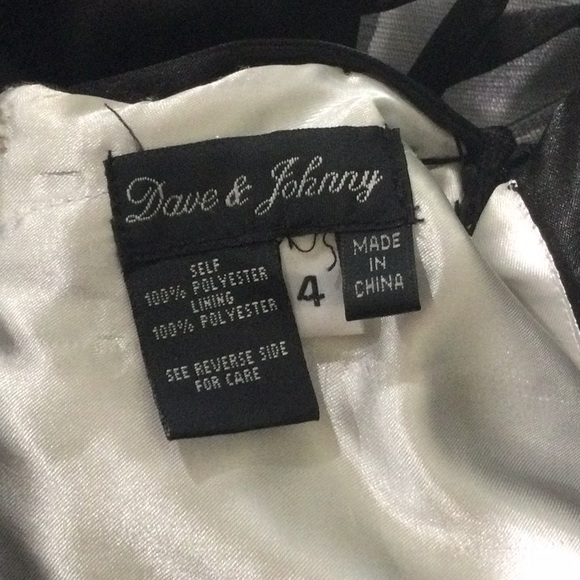 Dave & Johnny
SELF
100% POLYESTER
LINING
100% POLYESTER
SEE REVERSE SIDE
FOR CARE
4
MADE
IN
CHINA